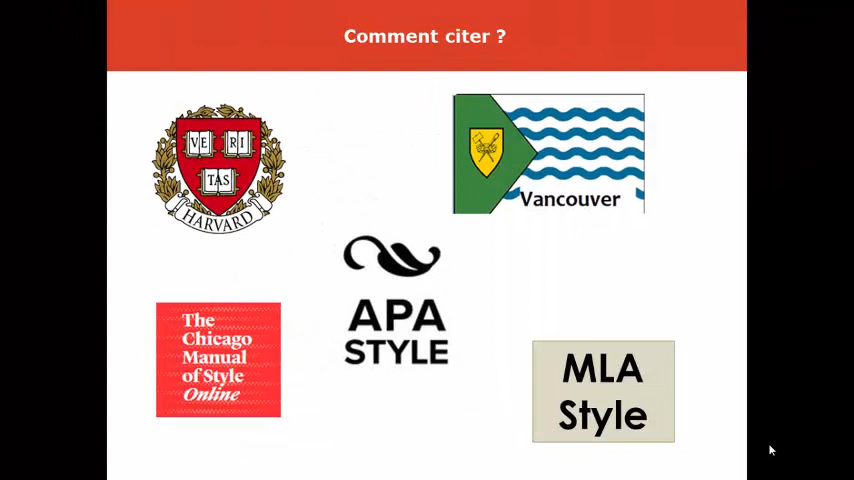 Comment citer ?
VE RI
TAS
HARVARD
Vancouver
APA
STYLE
The
Chicago
Manual
of Style
Online
MLA
Style